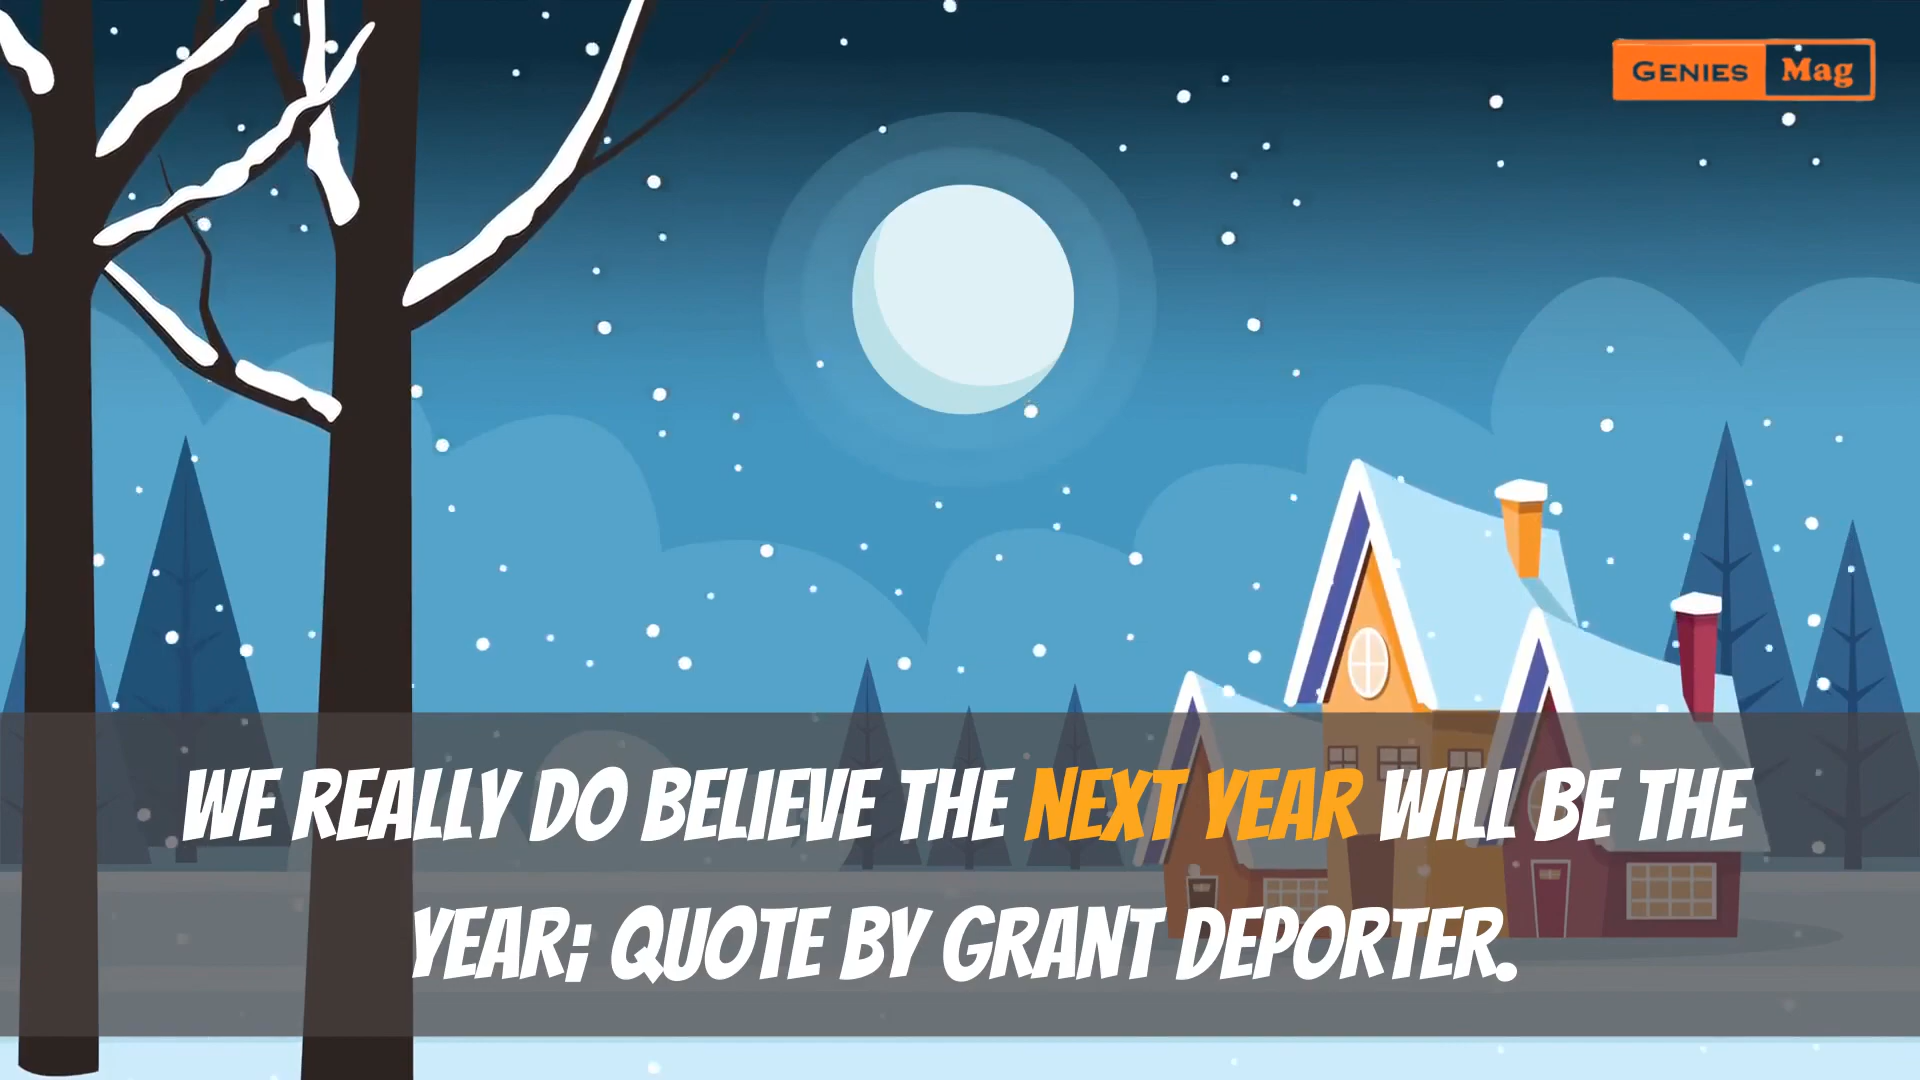 GENIES Mag
WE REALLY DO BELIEVE THE NEXT YEAR WILL BE THE
YEAR; QUOTE BY GRANT DEPORTER.